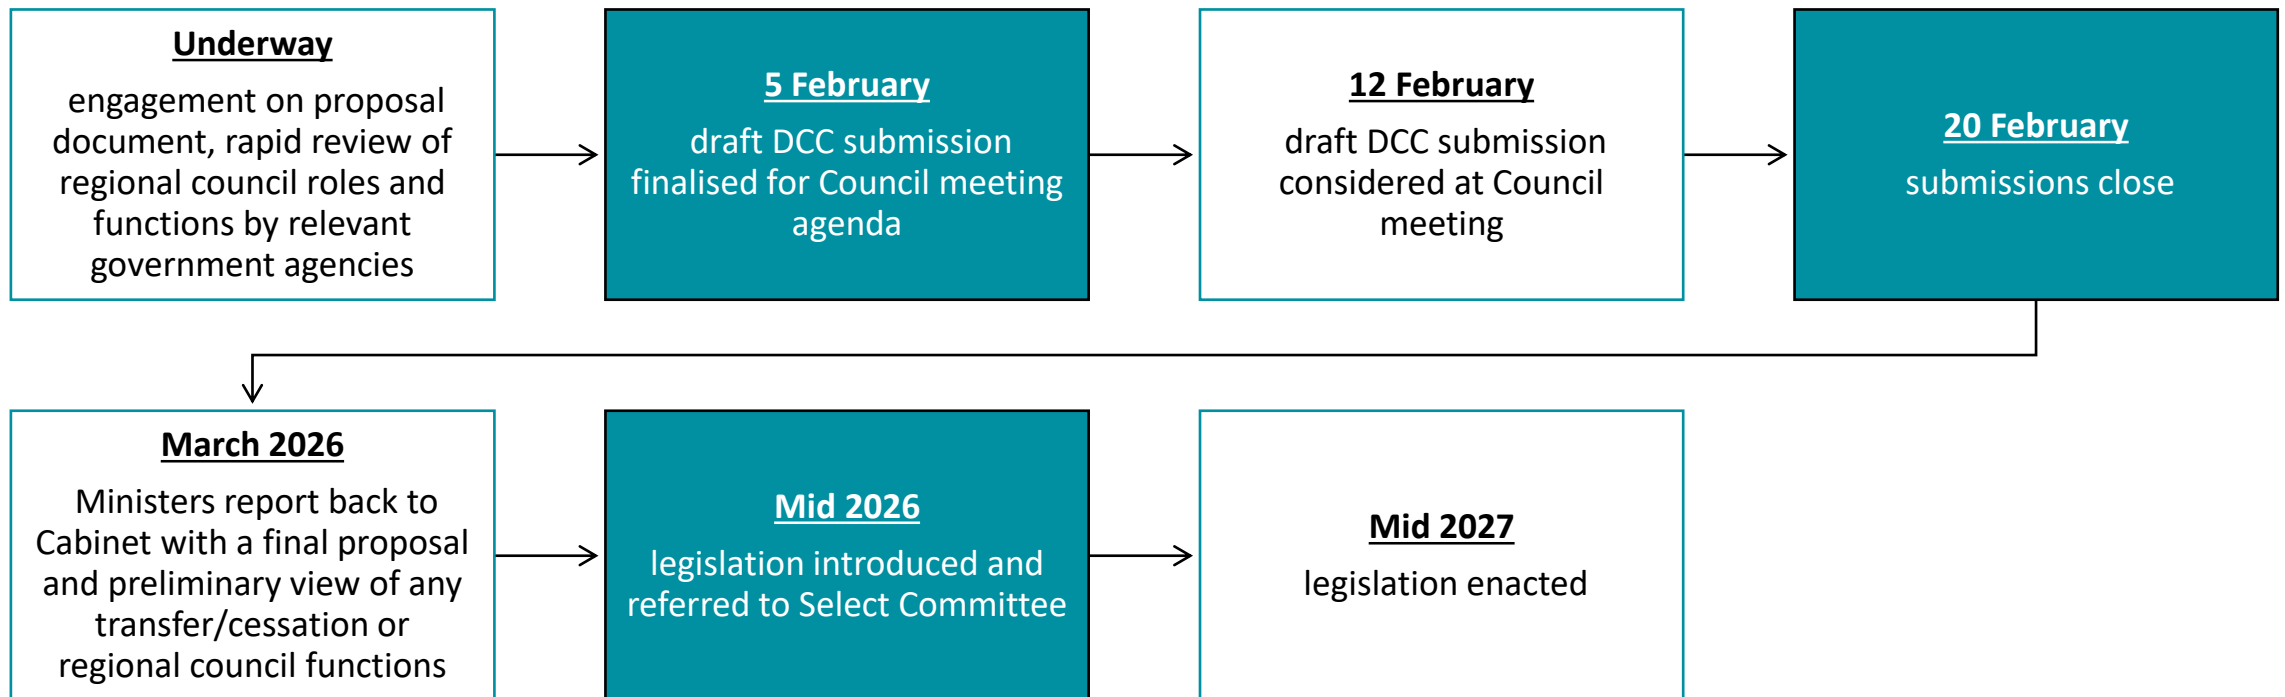 Underway
engagement on proposal
document, rapid review of
regional council roles and
functions by relevant
government agencies
5 February
draft DCC submission
finalised for Council meeting
agenda
12 February
draft DCC submission
considered at Council
meeting
20 February
submissions close
March 2026
Ministers report back to
Cabinet with a final proposal
and preliminary view of any
transfer/cessation or
regional council functions
Mid 2026
legislation introduced and
referred to Select Committee
Mid 2027
legislation enacted